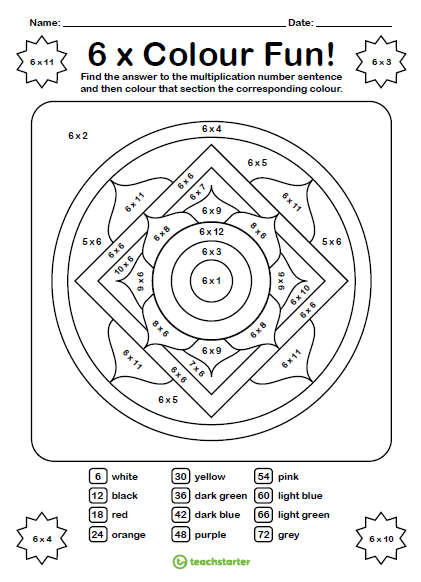 Name: Date:
6 x 11
6 x Colour Fun!
6 x 3
Find the answer to the multiplication number sentence
and then colour that section the corresponding colour.
6 x 2
6 x 4
6 x 5
6 x 6
6 x 7
6 x 11
6 x 11
6 x 9
6 x 8
8 x 6
6 x 12
5 x 6
5 x 6
6 x 6
10 x 6
6 x 3
6 x 9
6 x 1
9 x 6
6 x 10
6 x 6
8 x 6
6 x 8
6 x 9
6 x 11
6 x 11
7 x 6
6 x 6
6 x 5
6 white
12 black
18 red
24 orange
30 yellow
36 dark green
42 dark blue
48 purple
54 pink
60 light blue
66 light green
72 grey
6 x 4
6 x 10
teachstarter